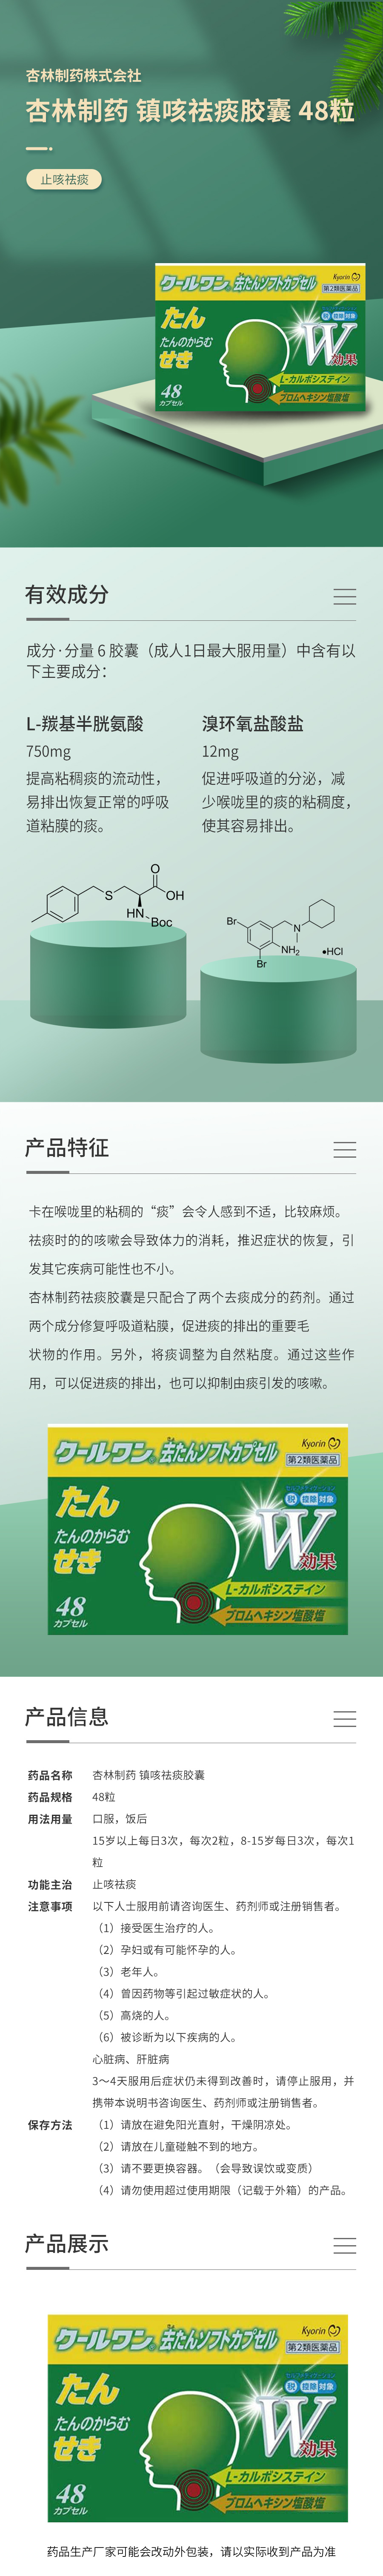 杏林制药株式会社
杏林制药 镇咳祛痰胶囊 48粒
止咳祛痰
クールワン®去たんソフトカプセル
Kyorin
第2類医薬品
税 控除 対象
たん
たんのからむ
せき
W
効果
L-カルボシステイン
ブロムヘキシン塩酸塩
48
カプセル
有效成分
成分·分量 6 胶囊（成人1日最大服用量）中含有以
下主要成分：
L-羰基半胱氨酸
750mg
提高粘稠痰的流动性，
易排出恢复正常的呼吸
道粘膜的痰。
溴环氧盐酸盐
12mg
促进呼吸道的分泌，减
少喉咙里的痰的粘稠度，
使其容易排出。
S
O
OH
HN
Boc
Br
N
NH2
•HCl
Br
产品特征
卡在喉咙里的粘稠的“痰”会令人感到不适，比较麻烦。
祛痰时的的咳嗽会导致体力的消耗，推迟症状的恢复，引
发其它疾病可能性也不小。
杏林制药祛痰胶囊是只配合了两个去痰成分的药剂。通过
两个成分修复呼吸道粘膜，促进痰的排出的重要毛
状物的作用。另外，将痰调整为自然粘度。通过这些作
用，可以促进痰的排出，也可以抑制由痰引发的咳嗽。
クールワン®去たんソフトカプセル
Kyorin
第2類医薬品
セルフメディケーション
税 控除 対象
たん
たんのからむ
せき
W
効果
L-カルボシステイン
ブロムヘキシン塩酸塩
48
カプセル
产品信息
药品名称 杏林制药 镇咳祛痰胶囊
药品规格 48粒
用法用量 口服，饭后
15岁以上每日3次，每次2粒，8-15岁每日3次，每次1
粒
功能主治 止咳祛痰
注意事项 以下人士服用前请咨询医生、药剂师或注册销售者。
（1）接受医生治疗的人。
（2）孕妇或有可能怀孕的人。
（3）老年人。
（4）曾因药物等引起过敏症状的人。
（5）高烧的人。
（6）被诊断为以下疾病的人。
心脏病、肝脏病
3～4天服用后症状仍未得到改善时，请停止服用，并
携带本说明书咨询医生、药剂师或注册销售者。
保存方法 （1）请放在避免阳光直射，干燥阴凉处。
（2）请放在儿童碰触不到的地方。
（3）请不要更换容器。（会导致误饮或变质）
（4）请勿使用超过使用期限（记载于外箱）的产品。
产品展示
クールワン®去たんソフトカプセル
Kyorin
第2類医薬品
セルフメディケーション
税 控除 対象
たん
たんのからむ
せき
W
効果
L-カルボシステイン
ブロムヘキシン塩酸塩
48
カプセル
药品生产厂家可能会改动外包装，请以实际收到产品为准